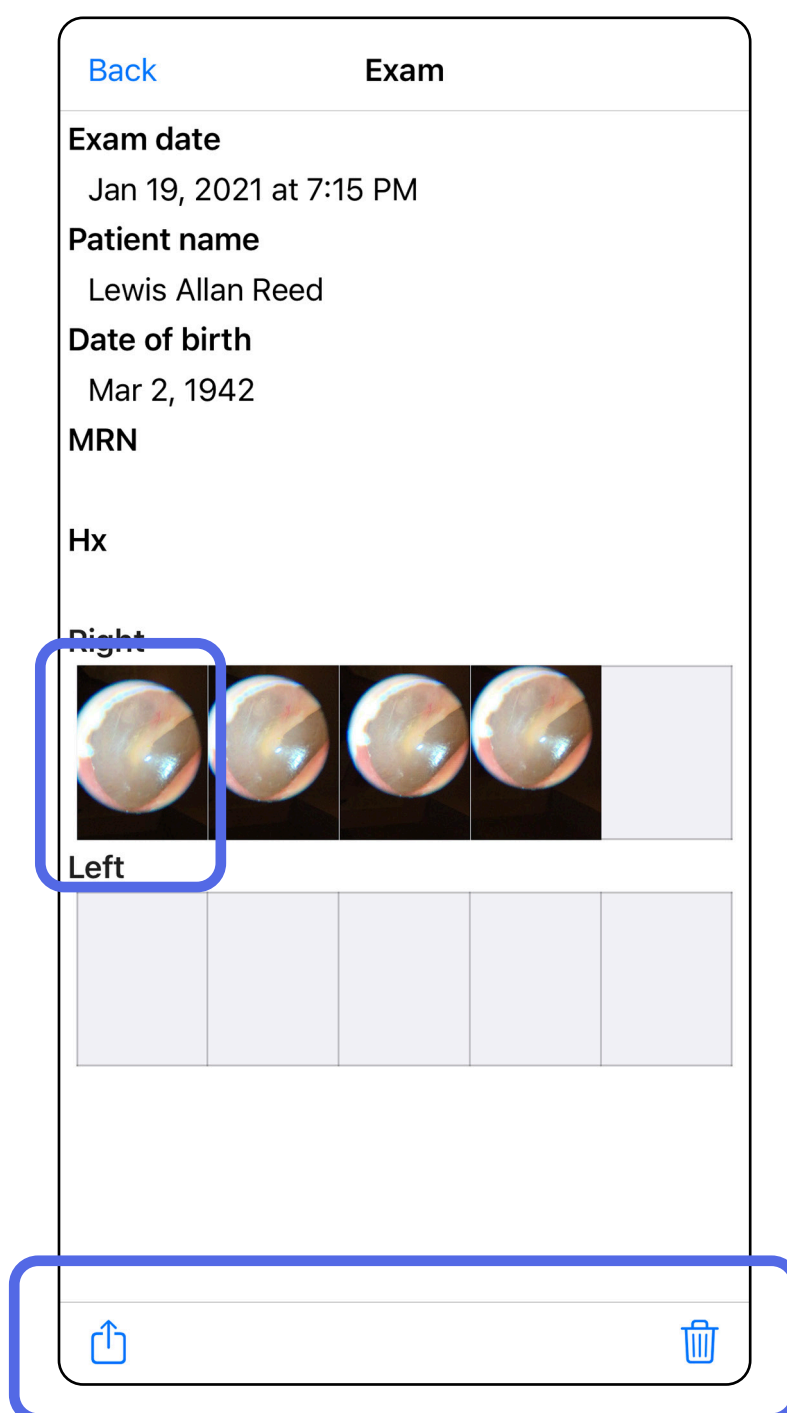 Back
Exam
Exam date
Jan 19, 2021 at 7:15 PM
Patient name
Lewis Allan Reed
Date of birth
Mar 2, 1942
MRN
Hx
Right
Left